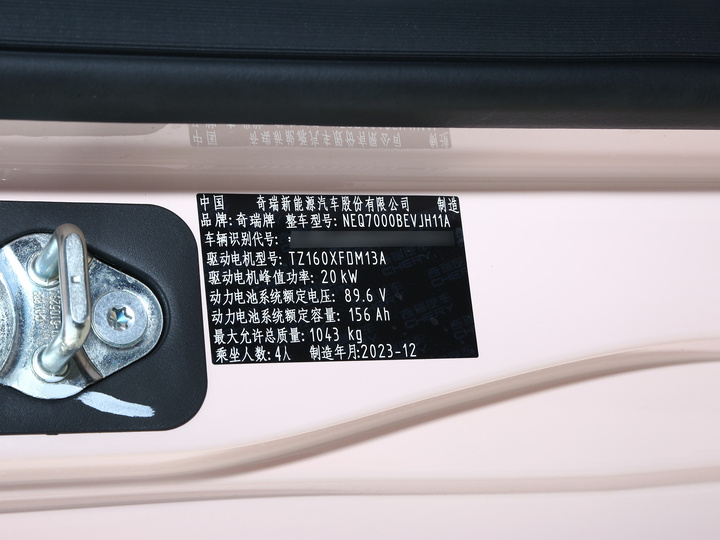 中国 奇瑞新能源汽车股份有限公司 制造
品牌:奇瑞牌 整车型号:NEQ7000BEVJH11A
车辆识别代号:
驱动电机型号:TZ160XFDM13A
驱动电机峰值功率:20kW
动力电池系统额定电压:89.6 V
动力电池系统额定容量:156 Ah
最大允许总质量:1043 kg
乘坐人数:4人 制造年月:2023-12